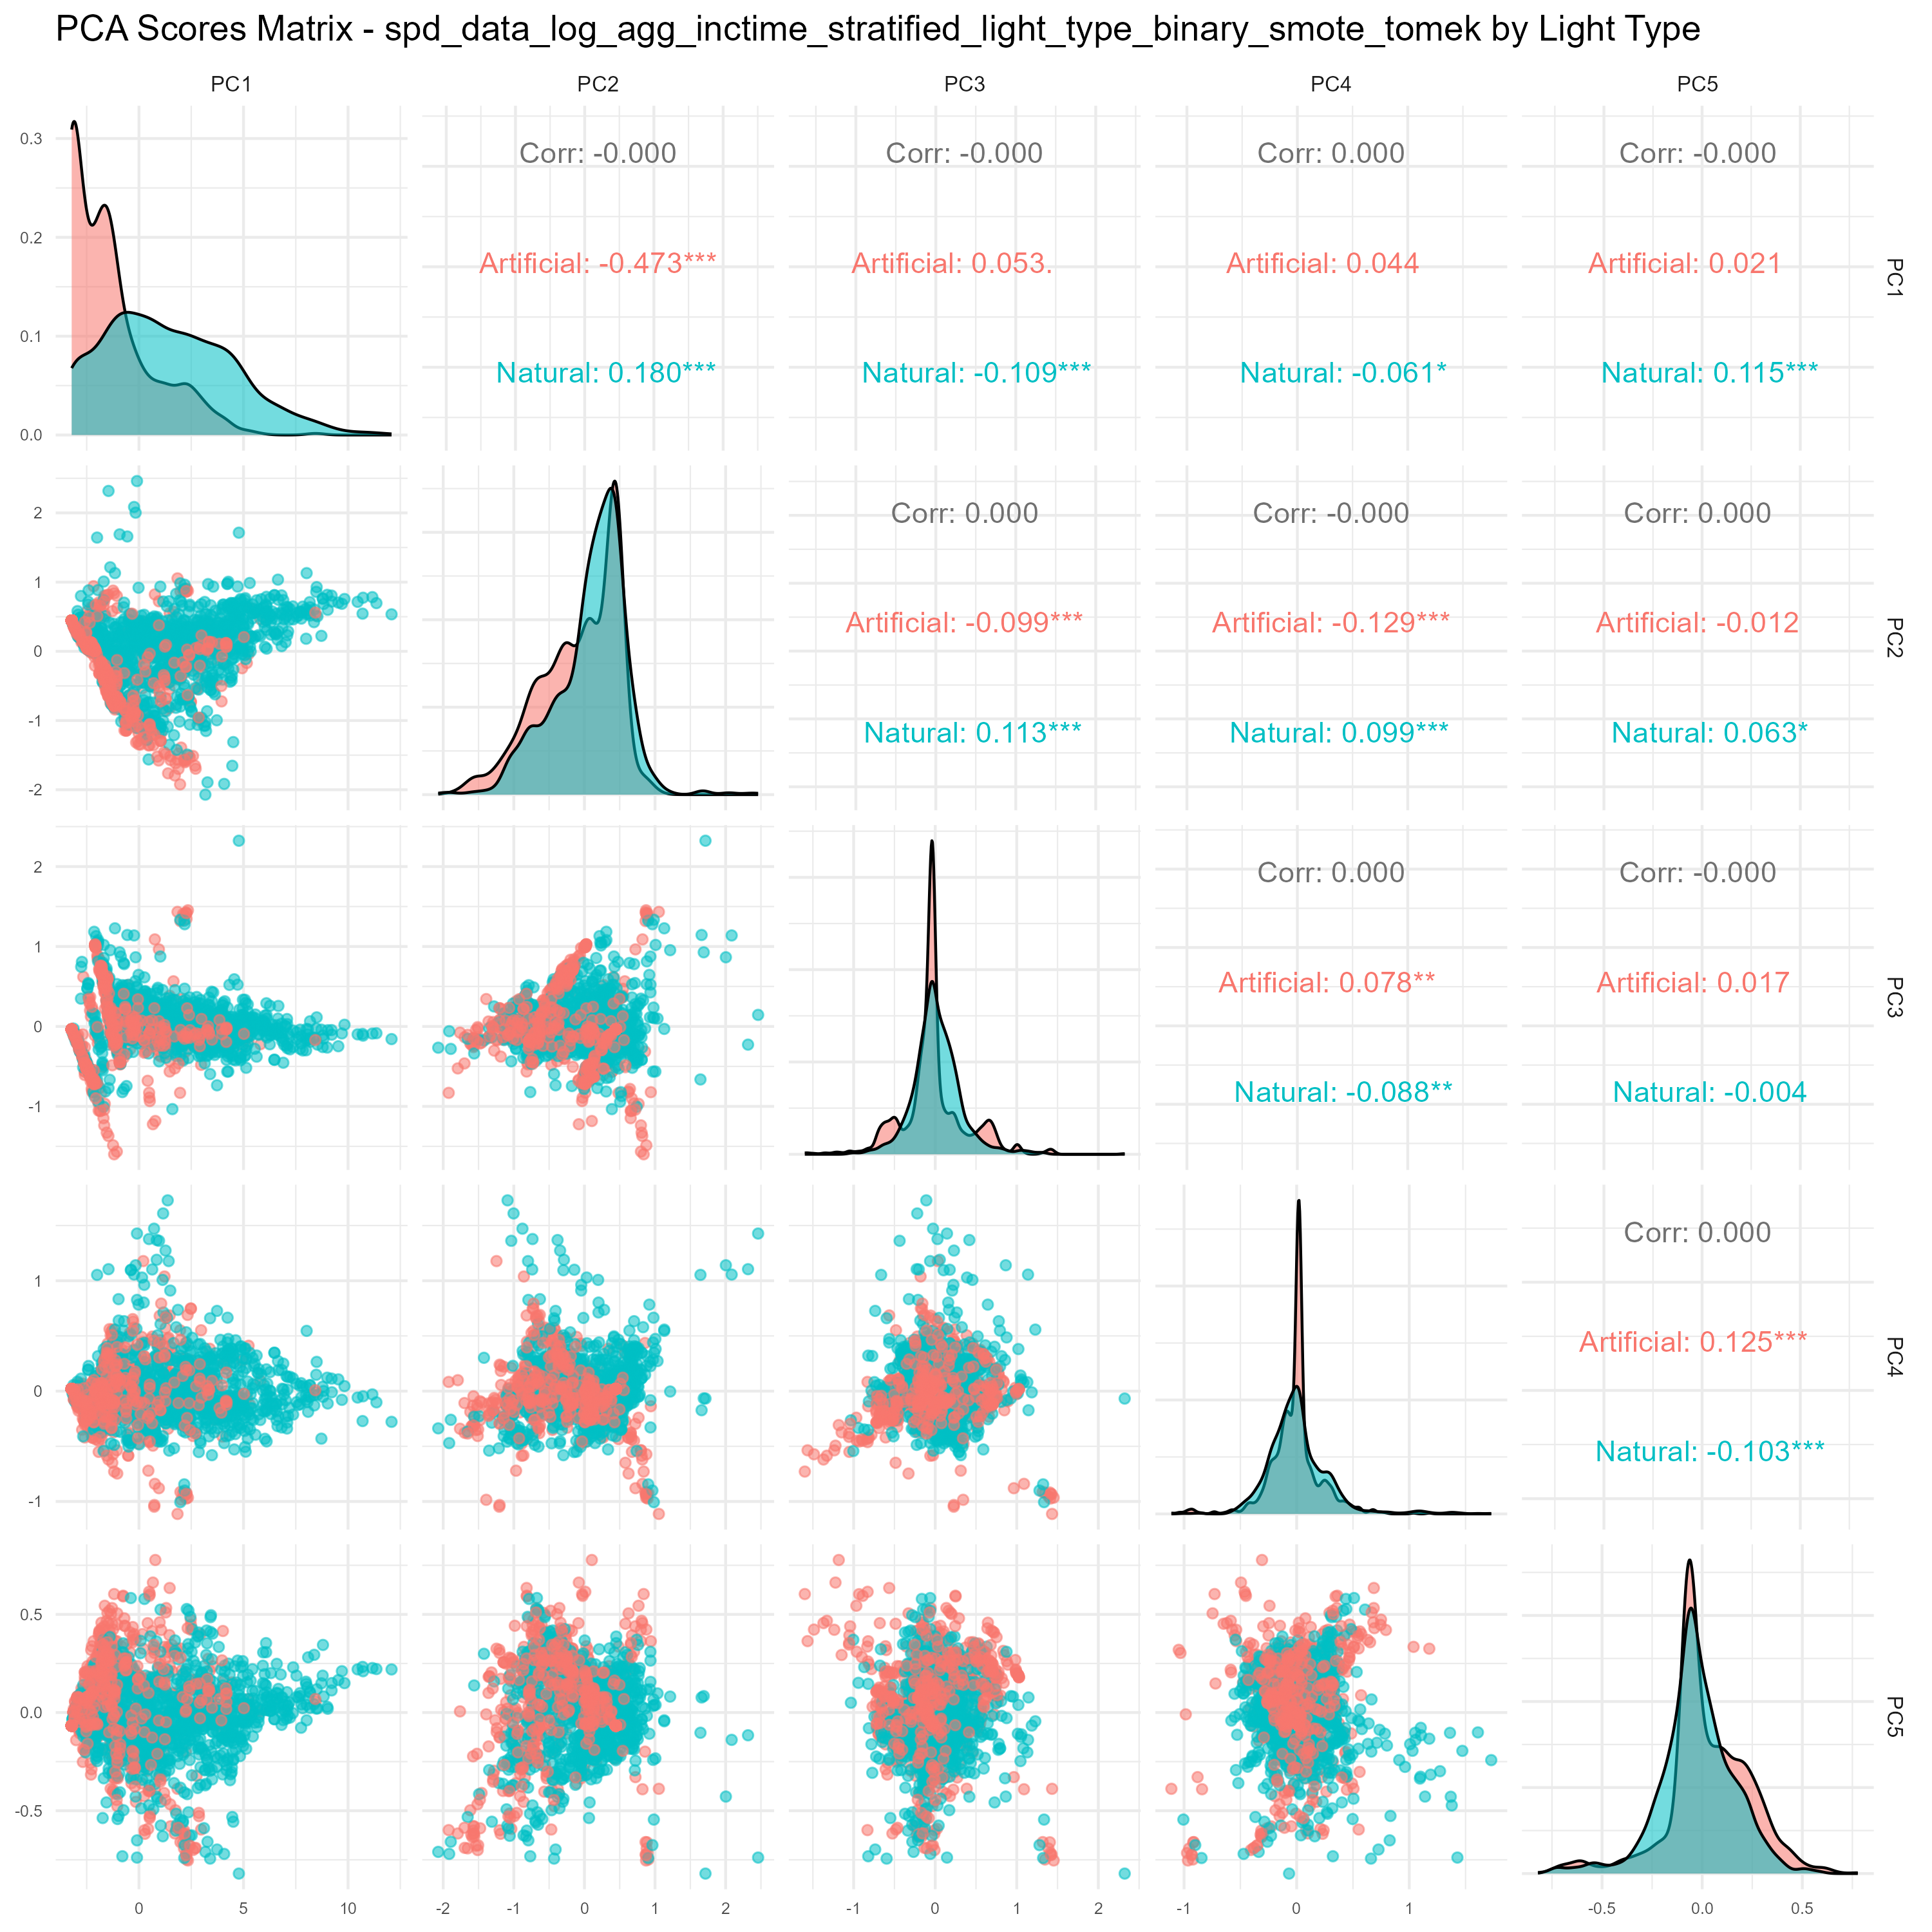 PCA Scores Matrix - spd_data_log_agg_inctime_stratified_light_type_binary_smote_tomek by Light Type
PC1 PC2 PC3 PC4 PC5
0.3
0.2
0.1
0.0
Corr: -0.000
Artificial: -0.473***
Natural: 0.180***
Corr: -0.000
Artificial: 0.053.
Natural: -0.109***
Corr: 0.000
Artificial: 0.044
Natural: -0.061*
Corr: -0.000
Artificial: 0.021
Natural: 0.115***
PC1
2
1
0
-1
-2
Corr: 0.000
Artificial: -0.099***
Natural: 0.113***
Corr: -0.000
Artificial: -0.129***
Natural: 0.099***
Corr: 0.000
Artificial: -0.012
Natural: 0.063*
PC2
2
1
0
-1
Corr: 0.000
Artificial: 0.078**
Natural: -0.088**
Corr: -0.000
Artificial: 0.017
Natural: -0.004
PC3
1
0
-1
Corr: 0.000
Artificial: 0.125***
Natural: -0.103***
PC4
0.5
0.0
-0.5
PC5
0 5 10
-2 -1 0 1 2
-1 0 1 2
-1 0 1
-0.5 0.0 0.5